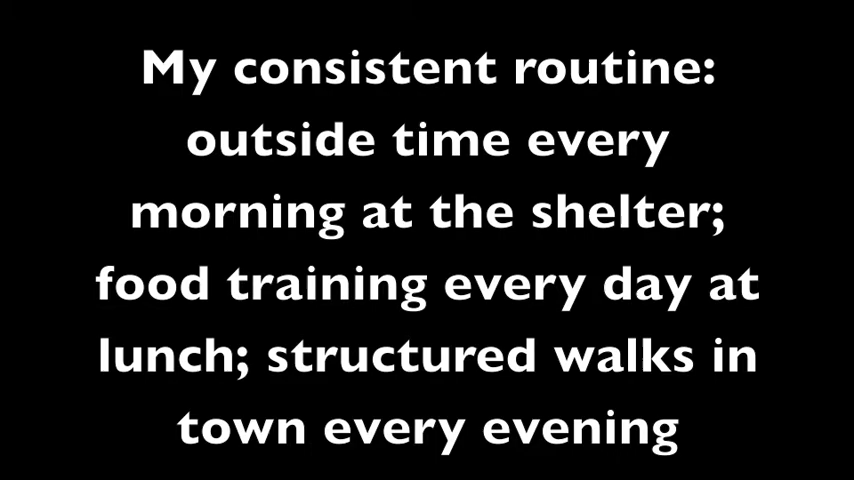 My consistent routine:
outside time every
morning at the shelter;
food training every day at
lunch; structured walks in
town every evening